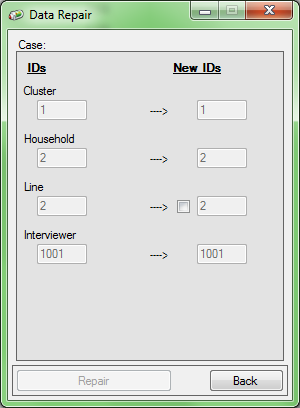 Data Repair
Case:
IDs New IDs
Cluster
1 ----> 1
Household
2 ----> 2
Line
2 ----> 2
Interviewer
1001 ----> 1001
Repair Back